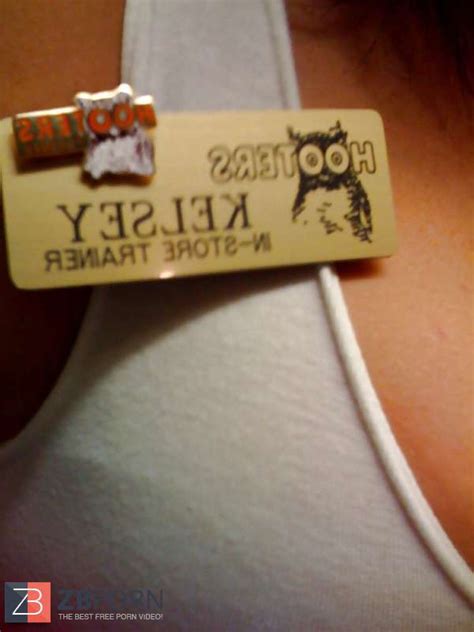 HOOTERS
HOOTERS
KELSEY
IN-STORE TRAINER
ZB
ZBPORN
THE BEST FREE PORN VIDEO!